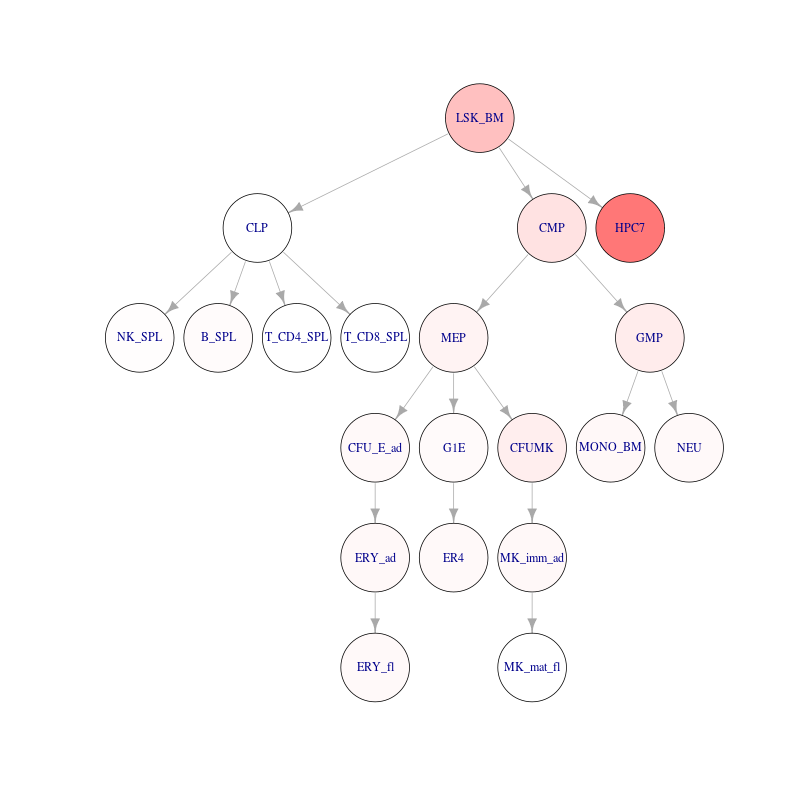 LSK_BM
CLP
CMP
HPC7
NK_SPL
B_SPL
T_CD4_SPL
T_CD8_SPL
MEP
GMP
CFU_E_ad
G1E
CFUMK
MONO_BM
NEU
ERY_ad
ER4
MK_imm_ad
ERY_fl
MK_mat_fl